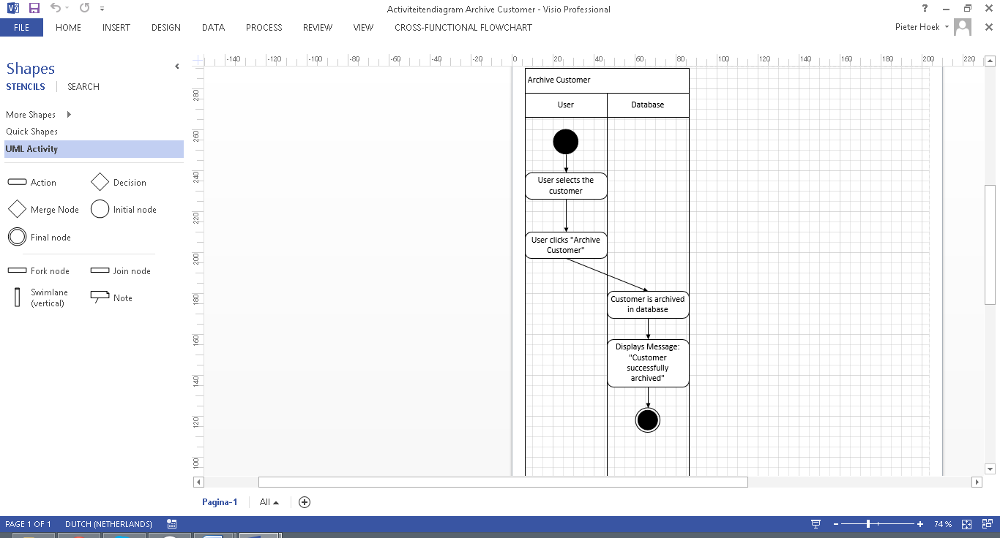 Activiteitendiagram Archive Customer - Visio Professional
?
FILE HOME INSERT DESIGN DATA PROCESS REVIEW VIEW CROSS-FUNCTIONAL FLOWCHART
Pieter Hoek
Shapes
STENCILS SEARCH
More Shapes
Quick Shapes
UML Activity
Action Decision
Merge Node Initial node
Final node
Fork node Join node
Swimlane
(vertical)
Note
-140 -120 -100 -80 -60 -40 -20 0 20 40 60 80 100 120 140 160 180 200 220
280
260
240
220
200
180
160
140
120
100
Archive Customer
User Database
User selects the
customer
User clicks "Archive
Customer"
Customer is archived
in database
Displays Message:
"Customer
successfully
archived"
Pagina-1 All
PAGE 1 OF 1 DUTCH (NETHERLANDS) 74 %